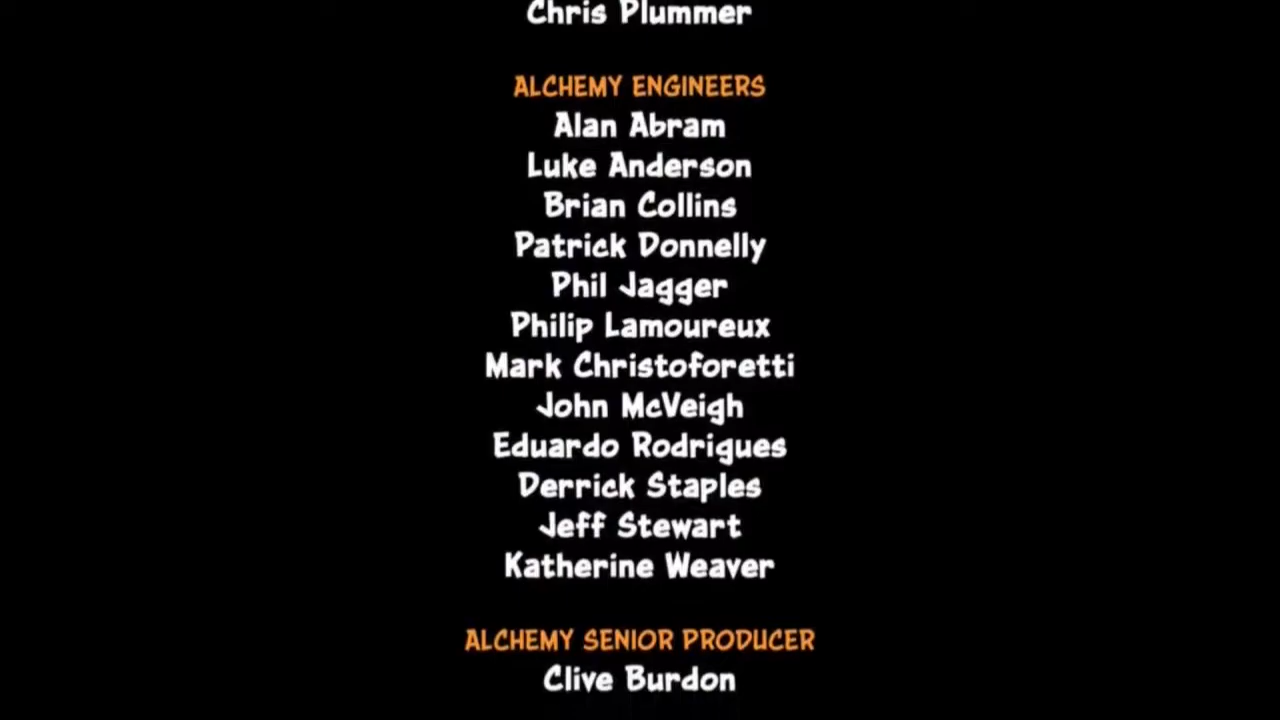 Chris Plummer
ALCHEMY ENGINEERS
Alan Abram
Luke Anderson
Brian Collins
Patrick Donnelly
Phil Jagger
Philip Lamoureux
Mark Christoforetti
John McVeigh
Eduardo Rodrigues
Derrick Staples
Jeff Stewart
Katherine Weaver
ALCHEMY SENIOR PRODUCER
Clive Burdon